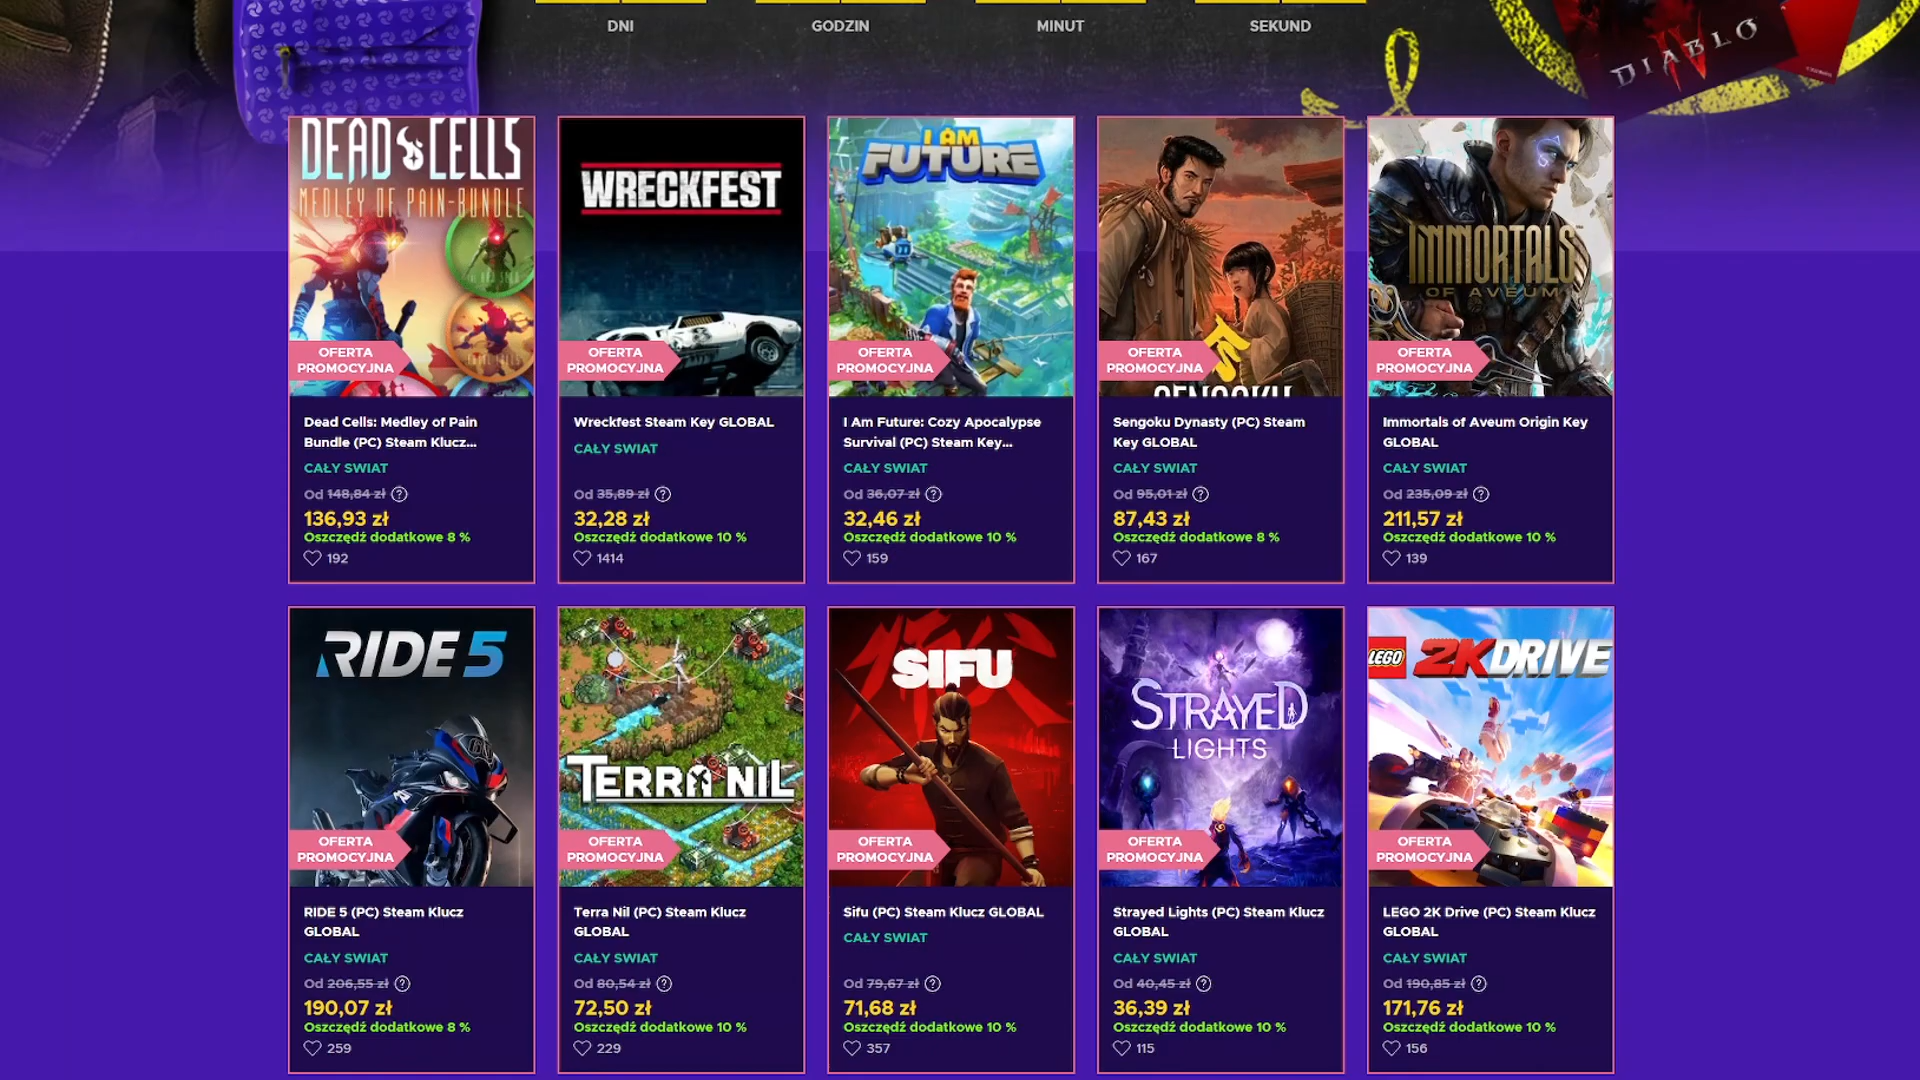 DNI
GODZIN
MINUT
SEKUND
DIABLO
DEAD CELLS
MEDLEY OF PAIN-BUNDLE
OFERTA
PROMOCYJNA
Dead Cells: Medley of Pain
Bundle (PC) Steam Klucz...
CAŁY SWIAT
Od 148,84 zł ?
136,93 zł
Oszczędź dodatkowe 8 %
192
WRECKFEST
OFERTA
PROMOCYJNA
Wreckfest Steam Key GLOBAL
CAŁY SWIAT
Od 35,89 zł ?
32,28 zł
Oszczędź dodatkowe 10 %
1414
I AM
FUTURE
OFERTA
PROMOCYJNA
I Am Future: Cozy Apocalypse
Survival (PC) Steam Key...
CAŁY SWIAT
Od 36,07 zł ?
32,46 zł
Oszczędź dodatkowe 10 %
159
SENGOKU
OFERTA
PROMOCYJNA
Sengoku Dynasty (PC) Steam
Key GLOBAL
CAŁY SWIAT
Od 95,01 zł ?
87,43 zł
Oszczędź dodatkowe 8 %
167
IMMORTALS™
OF AVEUM
OFERTA
PROMOCYJNA
Immortals of Aveum Origin Key
GLOBAL
CAŁY SWIAT
Od 235,09 zł ?
211,57 zł
Oszczędź dodatkowe 10 %
139
RIDE 5
OFERTA
PROMOCYJNA
RIDE 5 (PC) Steam Klucz
GLOBAL
CAŁY SWIAT
Od 206,55 zł ?
190,07 zł
Oszczędź dodatkowe 8 %
259
TERRA NIL
OFERTA
PROMOCYJNA
Terra Nil (PC) Steam Klucz
GLOBAL
CAŁY SWIAT
Od 80,54 zł ?
72,50 zł
Oszczędź dodatkowe 10 %
229
SIFU
OFERTA
PROMOCYJNA
Sifu (PC) Steam Klucz GLOBAL
CAŁY SWIAT
Od 79,67 zł ?
71,68 zł
Oszczędź dodatkowe 10 %
357
STRAYED
LIGHTS
OFERTA
PROMOCYJNA
Strayed Lights (PC) Steam Klucz
GLOBAL
CAŁY SWIAT
Od 40,45 zł ?
36,39 zł
Oszczędź dodatkowe 10 %
115
LEGO 2K DRIVE
OFERTA
PROMOCYJNA
LEGO 2K Drive (PC) Steam Klucz
GLOBAL
CAŁY SWIAT
Od 190,85 zł ?
171,76 zł
Oszczędź dodatkowe 10 %
156